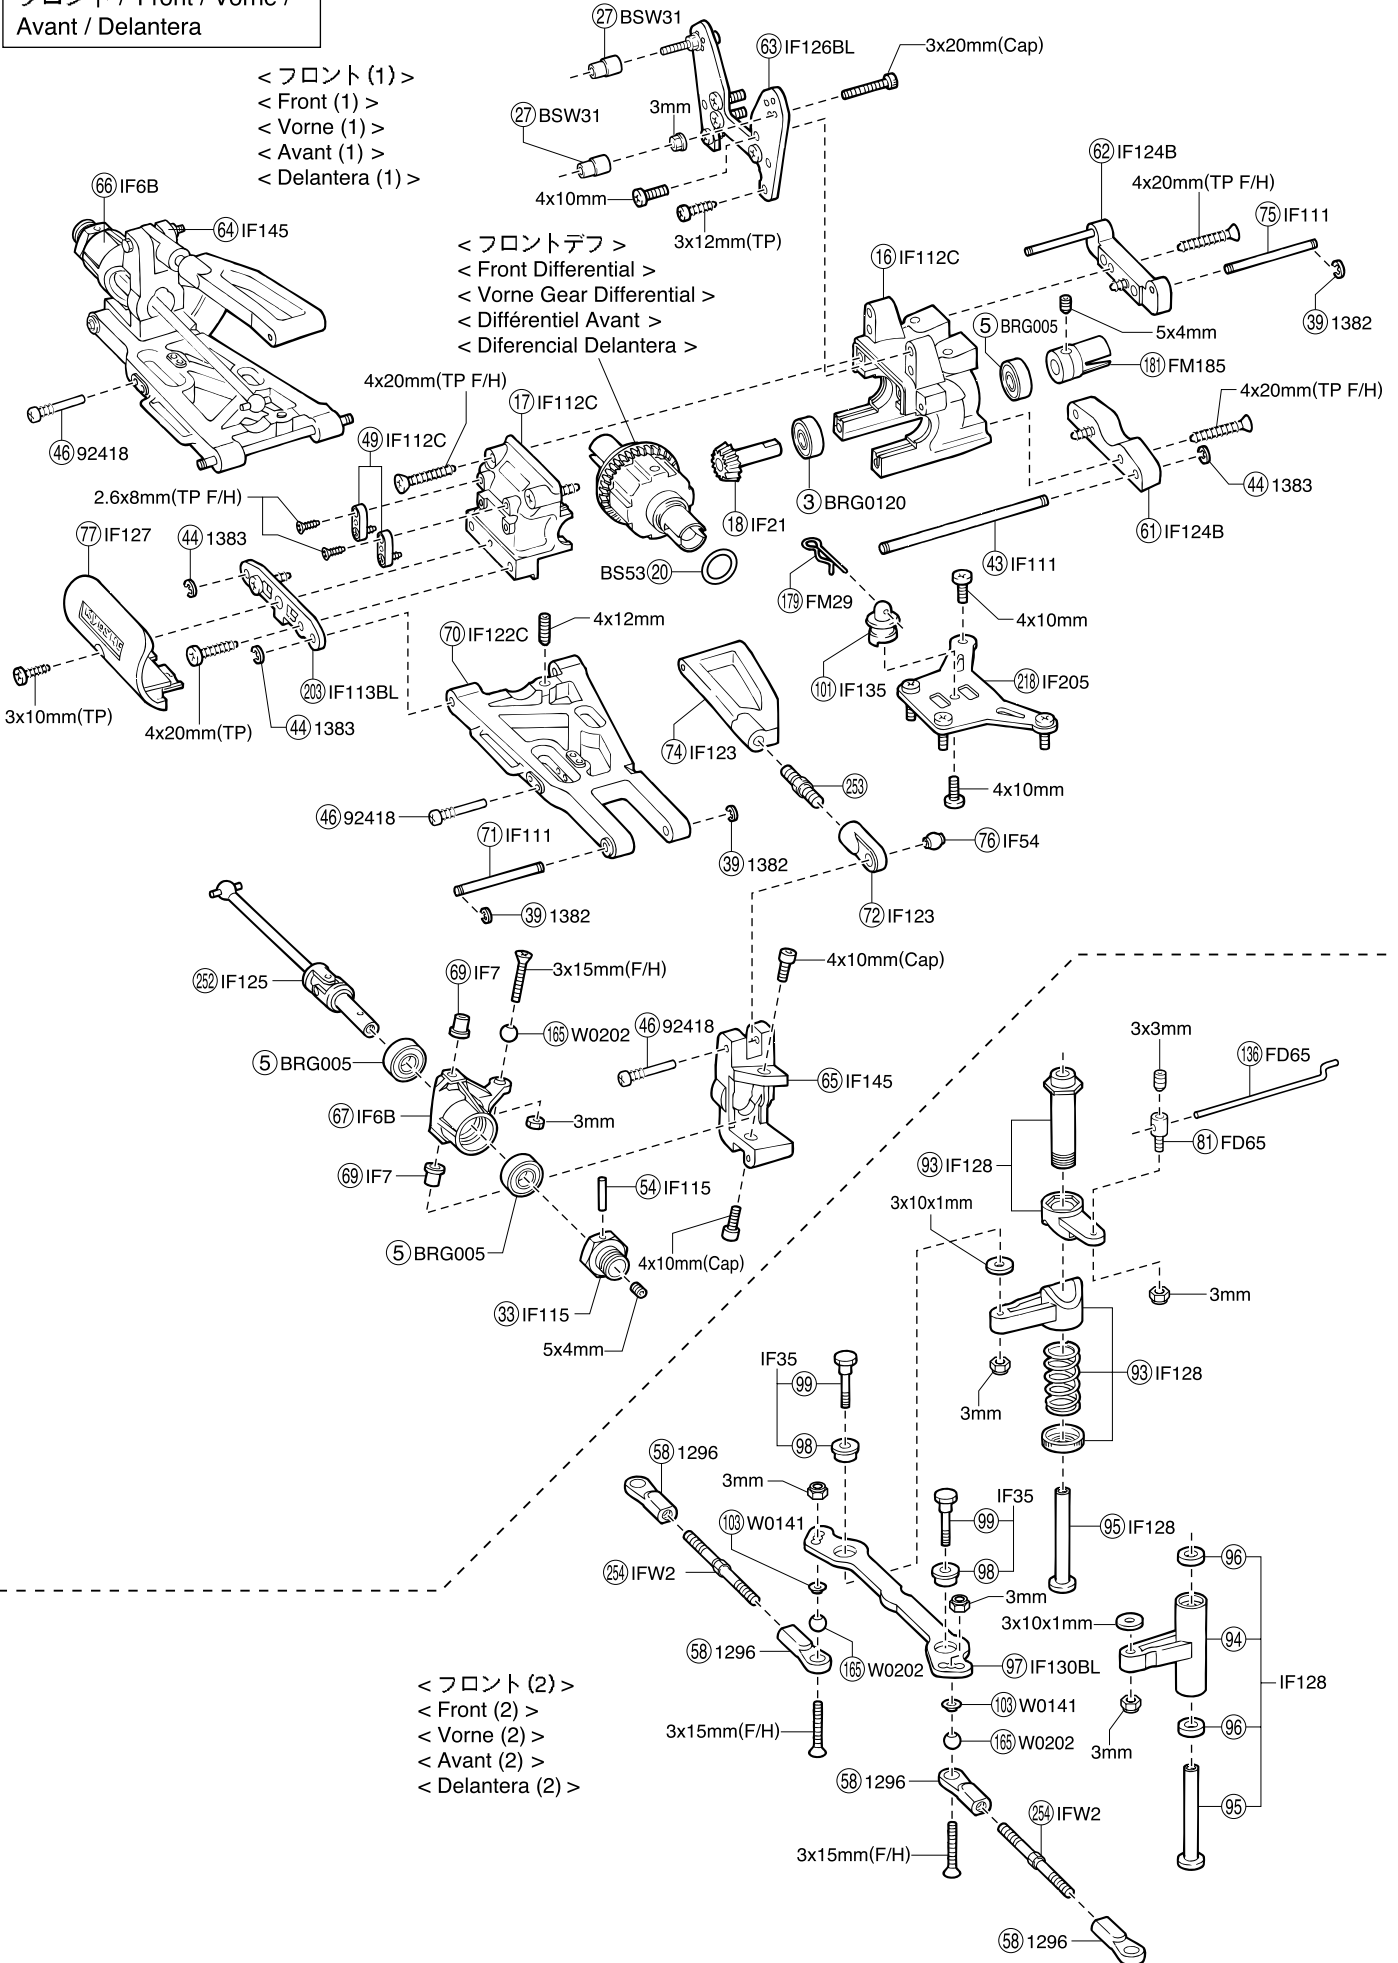 フロント / Front / Vorne /
Avant / Delantera
< フロント (1) >
< Front (1) >
< Vorne (1) >
< Avant (1) >
< Delantera (1) >
27 BSW31
63 IF126BL
3x20mm(Cap)
27 BSW31
3mm
4x10mm
3x12mm(TP)
62 IF124B
4x20mm(TP F/H)
75 IF111
39 1382
66 IF6B
64 IF145
46 92418
< フロントデフ >
< Front Differential >
< Vorne Gear Differential >
< Différentiel Avant >
< Diferencial Delantera >
16 IF112C
5 BRG005
5x4mm
181 FM185
4x20mm(TP F/H)
4x20mm(TP F/H)
17 IF112C
49 IF112C
2.6x8mm(TP F/H)
77 IF127
44 1383
KYOSHO
3 BRG0120
18 IF21
BS53 20
44 1383
61 IF124B
43 IF111
179 FM29
4x10mm
101 IF135
218 IF205
4x10mm
4x12mm
70 IF122C
203 IF113BL
3x10mm(TP)
4x20mm(TP)
44 1383
74 IF123
253
46 92418
71 IF111
39 1382
39 1382
76 IF54
72 IF123
252 IF125
69 IF7
3x15mm(F/H)
165 W0202
5 BRG005
67 IF6B
3mm
69 IF7
46 92418
4x10mm(Cap)
65 IF145
54 IF115
5 BRG005
4x10mm(Cap)
33 IF115
5x4mm
3x3mm
136 FD65
81 FD65
93 IF128
3x10x1mm
3mm
93 IF128
3mm
IF35
99
98
58 1296
3mm
103 W0141
254 IFW2
IF35
99
98
3mm
95 IF128
96
3x10x1mm
94
IF128
96
3mm
95
58 1296
165 W0202
97 IF130BL
103 W0141
3x15mm(F/H)
165 W0202
58 1296
254 IFW2
3x15mm(F/H)
58 1296
< フロント (2) >
< Front (2) >
< Vorne (2) >
< Avant (2) >
< Delantera (2) >